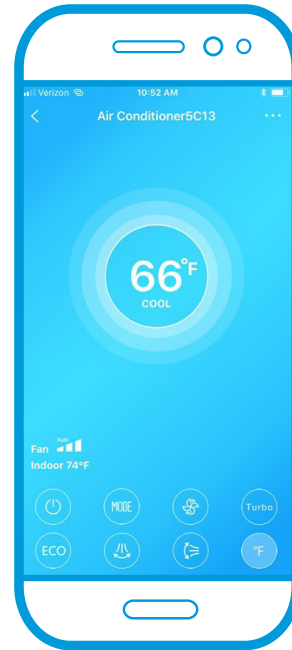 Verizon 10:52 AM
Air Conditioner5C13
66°F
COOL
Auto
Fan
Indoor 74°F
MODE Turbo
ECO °F